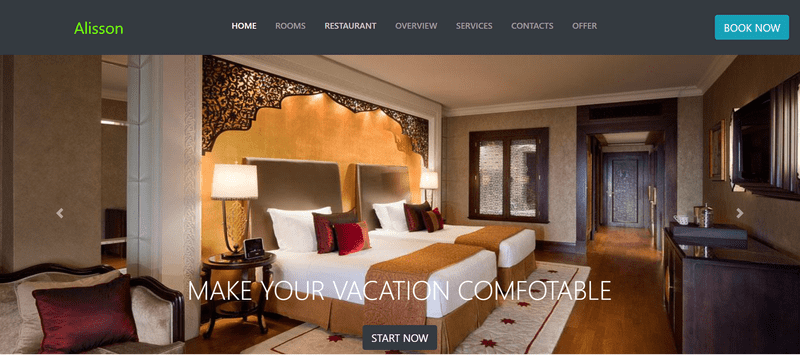 Alisson
HOME ROOMS RESTAURANT OVERVIEW SERVICES CONTACTS OFFER
BOOK NOW
MAKE YOUR VACATION COMFOTABLE
START NOW